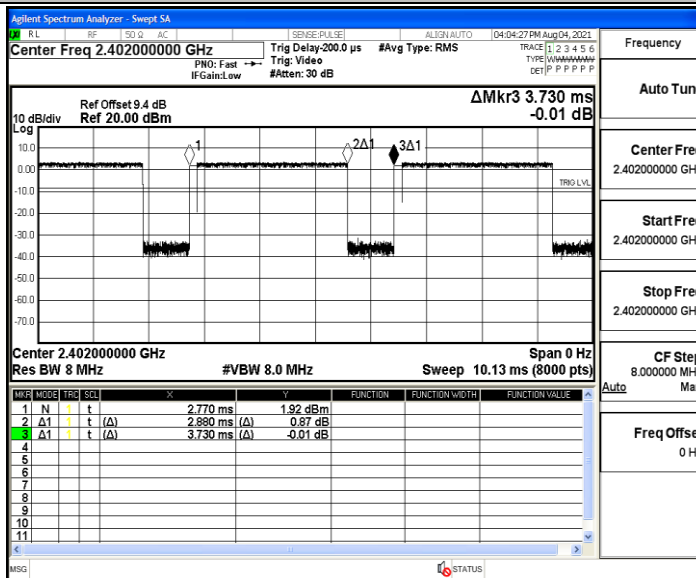 Agilent Spectrum Analyzer - Swept SA
LXI RL RF 50 Ω AC SENSE:PULSE ALIGN AUTO 04:04:27 PM Aug 04, 2021
Center Freq 2.402000000 GHz
PNO: Fast
IFGain:Low
Trig Delay-200.0 µs
Trig: Video
#Atten: 30 dB
#Avg Type: RMS
TRACE 1 2 3 4 5 6
TYPE
DET P P P P P P
ΔMkr3 3.730 ms
-0.01 dB
Ref Offset 9.4 dB
10 dB/div Ref 20.00 dBm
Log
10.0
0.00
-10.0
-20.0
-30.0
-40.0
-50.0
-60.0
-70.0
1
2Δ1
3Δ1
TRIG LVL
Center 2.402000000 GHz Span 0 Hz
Res BW 8 MHz #VBW 8.0 MHz Sweep 10.13 ms (8000 pts)
MKR MODE TRC SCL X Y FUNCTION FUNCTION WIDTH FUNCTION VALUE
1 N 1 t 2.770 ms 1.92 dBm
2 Δ1 1 t (Δ) 2.880 ms (Δ) 0.87 dB
3 Δ1 1 t (Δ) 3.730 ms (Δ) -0.01 dB
4
5
6
7
8
9
10
11
MSG STATUS
Frequency
Auto Tun
Center Fre
2.402000000 GH
Start Fre
2.402000000 GH
Stop Fre
2.402000000 GH
CF Step
8.000000 MH
Auto Ma
Freq Offse
0 H